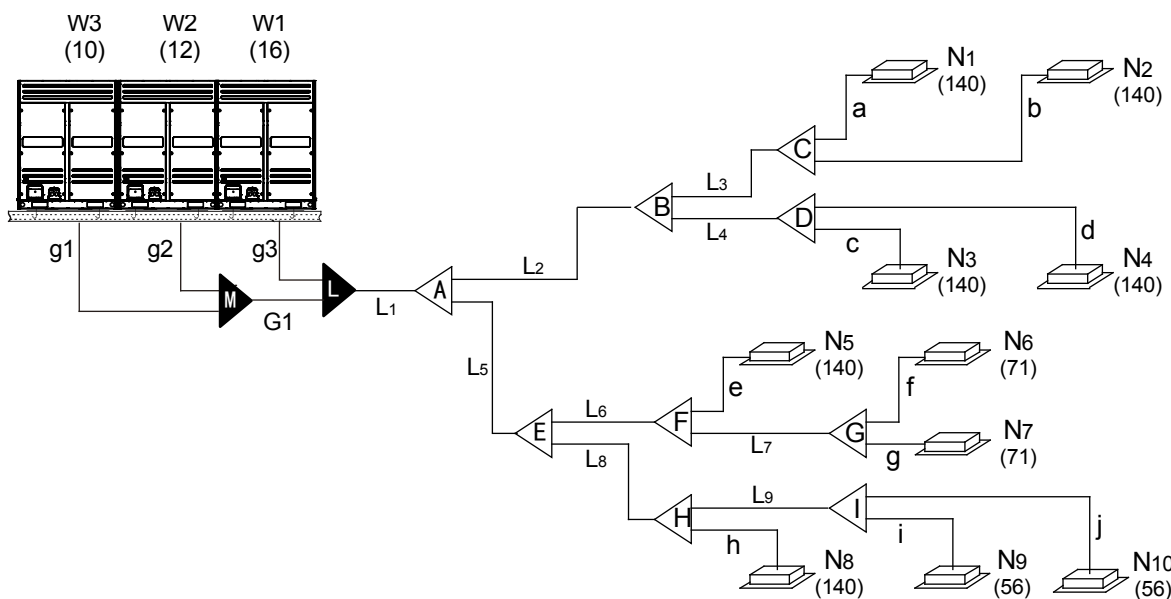 W3 W2 W1
(10) (12) (16)
g1 g2 g3
M
L
G1
L1
A
L2
L5
B
L3
L4
C
a
N1
(140)
b
N2
(140)
D
c
N3
(140)
d
N4
(140)
E
L6
L8
F
e
N5
(140)
L7
G
f
N6
(71)
g
N7
(71)
H
L9
h
N8
(140)
I
i
N9
(56)
j
N10
(56)